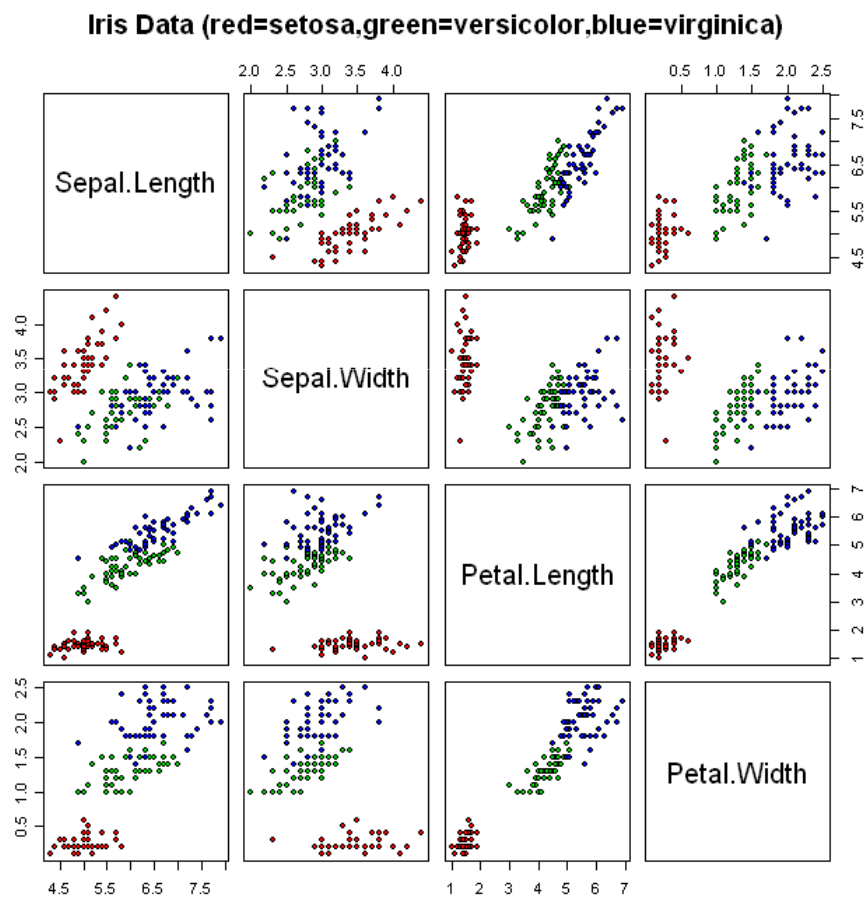 Iris Data (red=setosa,green=versicolor,blue=virginica)
2.0 2.5 3.0 3.5 4.0
0.5 1.0 1.5 2.0 2.5
Sepal.Length
4.5 5.5 6.5 7.5
2.0 2.5 3.0 3.5 4.0
Sepal.Width
Petal.Length
1 2 3 4 5 6 7
0.5 1.0 1.5 2.0 2.5
Petal.Width
4.5 5.5 6.5 7.5
1 2 3 4 5 6 7